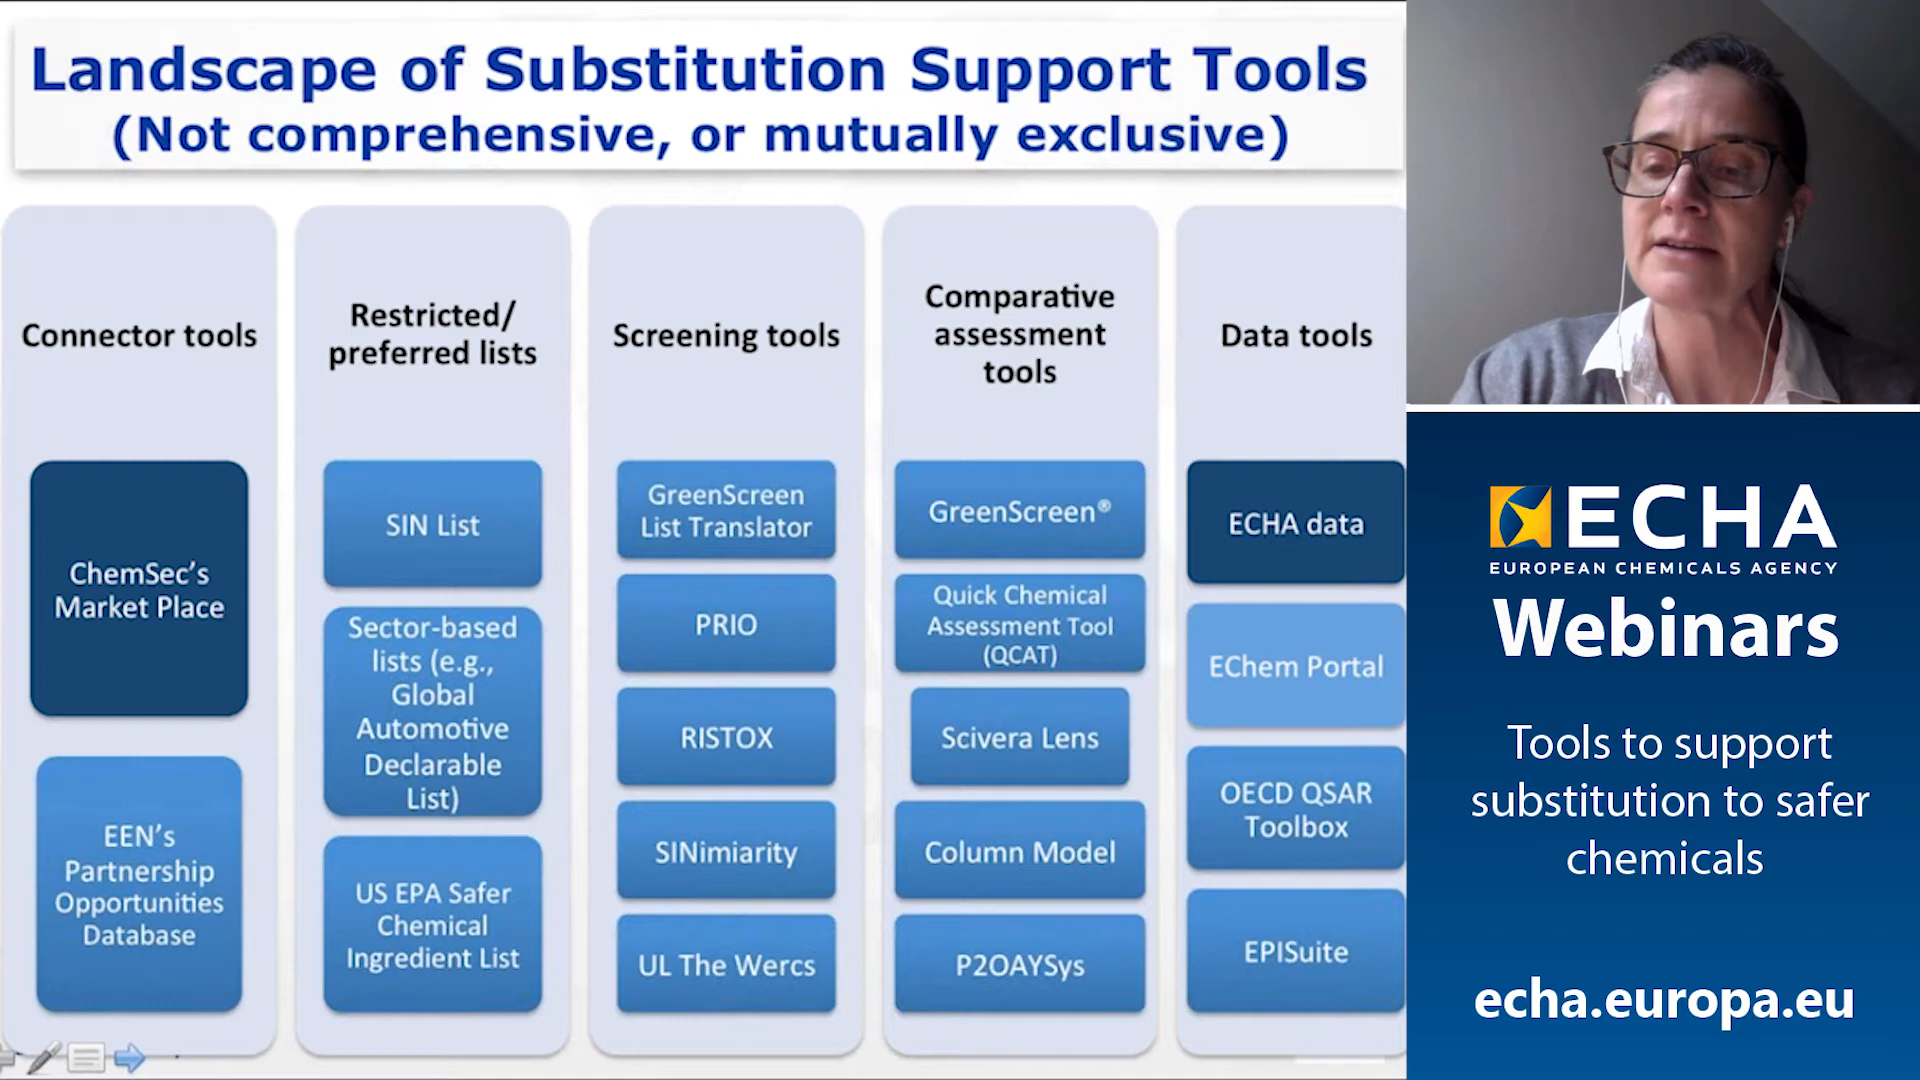 Landscape of Substitution Support Tools
(Not comprehensive, or mutually exclusive)
Connector tools
ChemSec's
Market Place
EEN's
Partnership
Opportunities
Database
Restricted/
preferred lists
SIN List
Sector-based
lists (e.g.,
Global
Automotive
Declarable
List)
US EPA Safer
Chemical
Ingredient List
Screening tools
GreenScreen
List Translator
PRIO
RISTOX
SINimiarity
UL The Wercs
Comparative
assessment
tools
GreenScreen®
Quick Chemical
Assessment Tool
(QCAT)
Scivera Lens
Column Model
P2OAYSys
Data tools
ECHA data
EChem Portal
OECD QSAR
Toolbox
EPISuite
ECHA
EUROPEAN CHEMICALS AGENCY
Webinars
Tools to support
substitution to safer
chemicals
echa.europa.eu